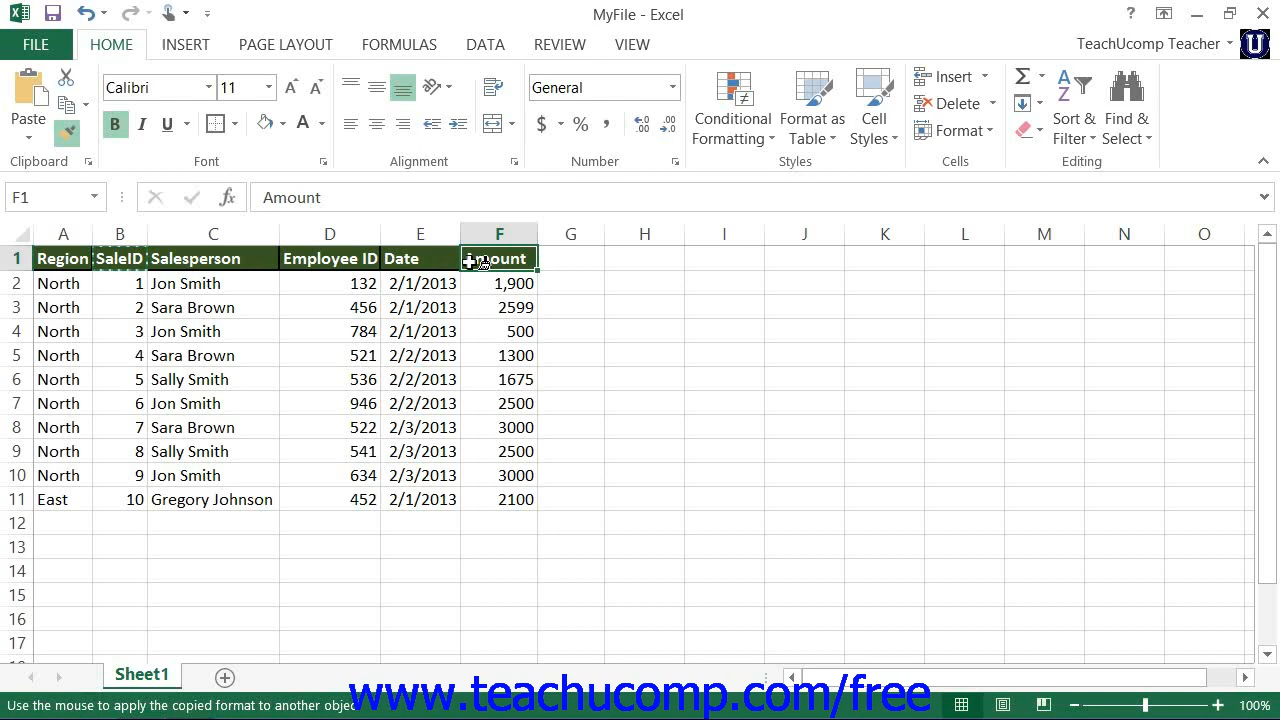 MyFile - Excel
FILE HOME INSERT PAGE LAYOUT FORMULAS DATA REVIEW VIEW TeachUcomp Teacher
Paste
Clipboard
Calibri 11
B I U
A
Font
Alignment
General
$ % ,
Number
Conditional Formatting
Format as Table
Cell Styles
Styles
Insert
Delete
Format
Cells
Sort & Filter
Find & Select
Editing
F1 fx Amount
A B C D E F G H I J K L M N O
1 Region SaleID Salesperson Employee ID Date Amount
2 North 1 Jon Smith 132 2/1/2013 1,900
3 North 2 Sara Brown 456 2/1/2013 2599
4 North 3 Jon Smith 784 2/1/2013 500
5 North 4 Sara Brown 521 2/2/2013 1300
6 North 5 Sally Smith 536 2/2/2013 1675
7 North 6 Jon Smith 946 2/2/2013 2500
8 North 7 Sara Brown 522 2/3/2013 3000
9 North 8 Sally Smith 541 2/3/2013 2500
10 North 9 Jon Smith 634 2/3/2013 3000
11 East 10 Gregory Johnson 452 2/1/2013 2100
12
13
14
15
16
17
Sheet1
www.teachucomp.com/free
Use the mouse to apply the copied format to another objec
100%